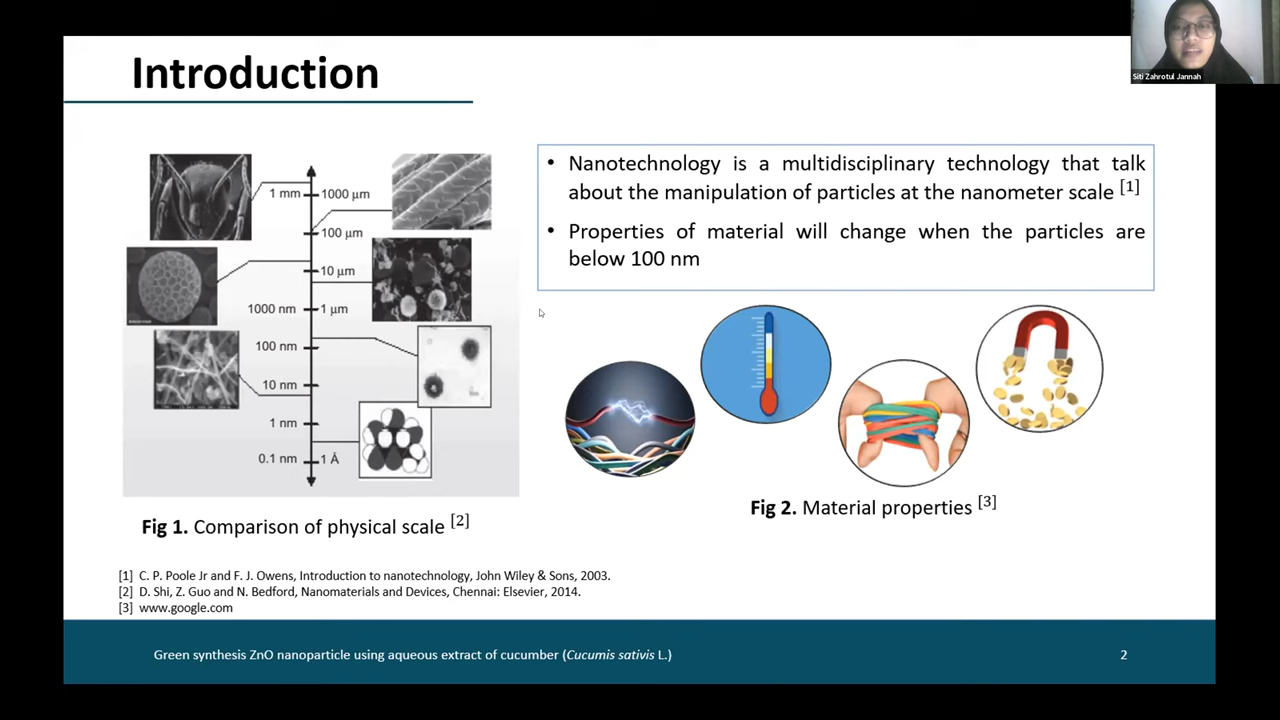 Introduction
Siti Zahrotul Jannah
1 mm
1000 μm
100 μm
10 μm
1000 nm
1 μm
100 nm
10 nm
1 nm
0.1 nm
1 Å
Fig 1. Comparison of physical scale [2]
• Nanotechnology is a multidisciplinary technology that talk
about the manipulation of particles at the nanometer scale [1]
• Properties of material will change when the particles are
below 100 nm
Fig 2. Material properties [3]
[1] C. P. Poole Jr and F. J. Owens, Introduction to nanotechnology, John Wiley & Sons, 2003.
[2] D. Shi, Z. Guo and N. Bedford, Nanomaterials and Devices, Chennai: Elsevier, 2014.
[3] www.google.com
Green synthesis ZnO nanoparticle using aqueous extract of cucumber (Cucumis sativis L.)
2